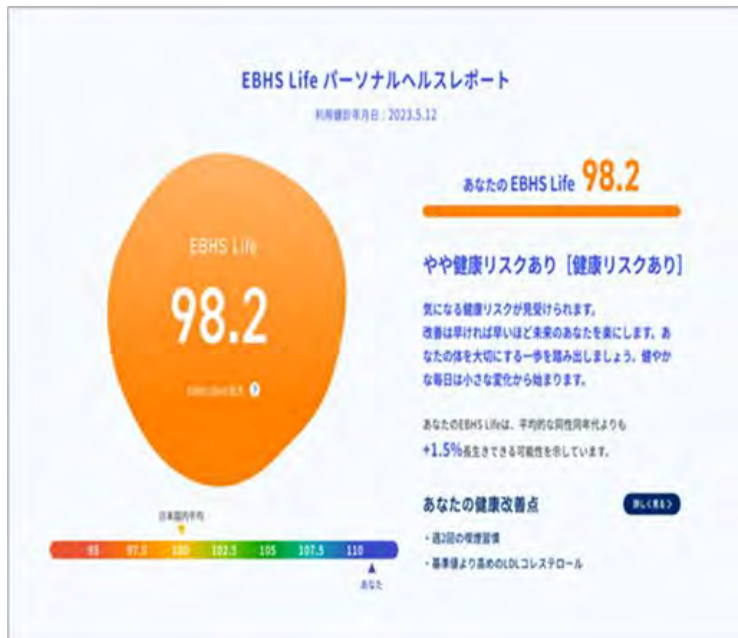 EBHS Life パーソナルヘルスレポート
利用健診年月日：2023.5.12
EBHS Life
98.2
日本国内平均
95 97.5 100 102.5 105 107.5 110
あなた
あなたの EBHS Life 98.2
やや健康リスクあり［健康リスクあり］
気になる健康リスクが見受けられます。
改善は早ければ早いほど未来のあなたを楽にします。あ
なたの体を大切にする一歩を踏み出しましょう。健やか
な毎日は小さな変化から始まります。
あなたのEBHS Lifeは、平均的な同性同年代よりも
+1.5%長生きできる可能性を示しています。
あなたの健康改善点
詳しく見る
・週2回の喫煙習慣
・基準値より高めのLDLコレステロール